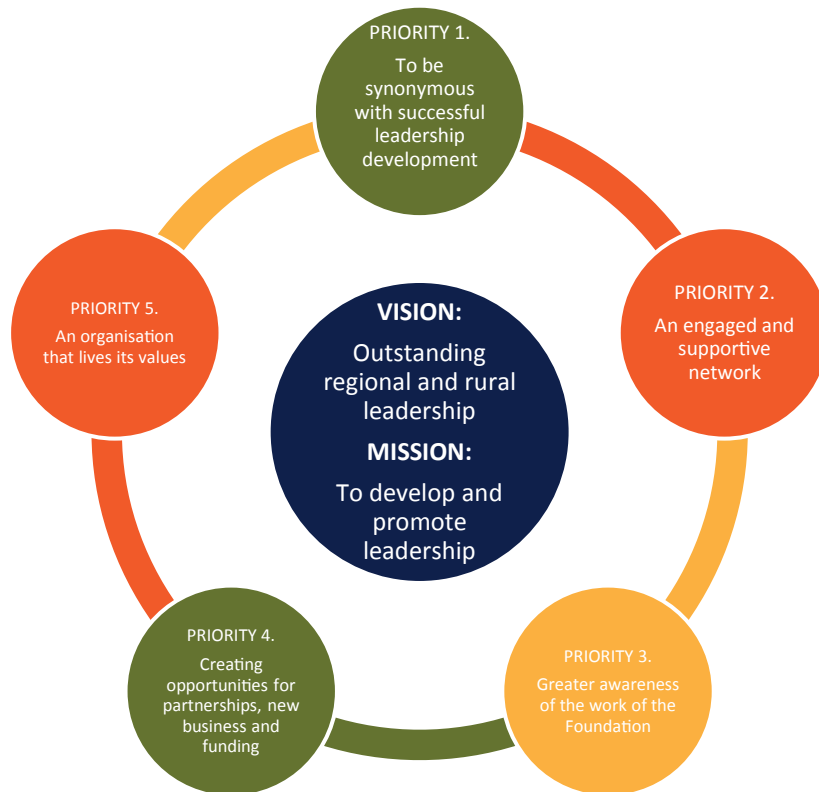 PRIORITY 1.
To be
synonymous
with successful
leadership
development
PRIORITY 2.
An engaged and
supportive
network
PRIORITY 3.
Greater awareness
of the work of the
Foundation
PRIORITY 4.
Creating
opportunities for
partnerships, new
business and
funding
PRIORITY 5.
An organisation
that lives its values
VISION:
Outstanding
regional and rural
leadership
MISSION:
To develop and
promote
leadership